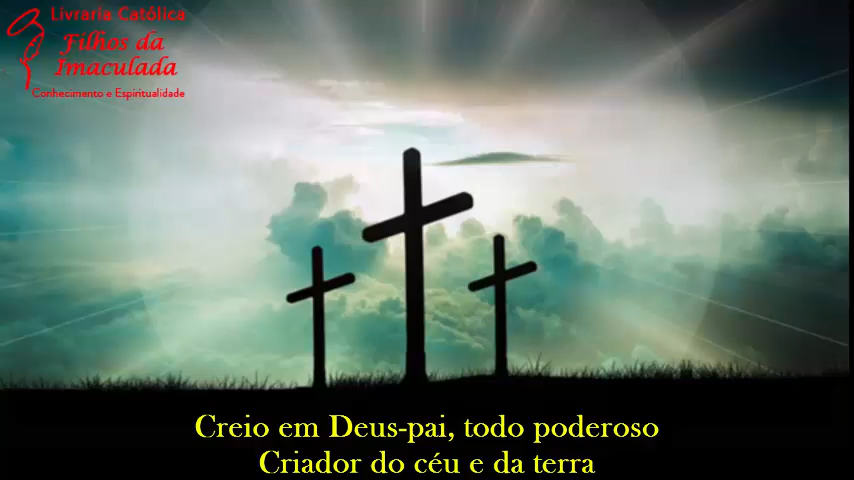 Livraria Católica
Filhos da
Imaculada
Conhecimento e Espiritualidade
Creio em Deus-pai, todo poderoso
Criador do céu e da terra